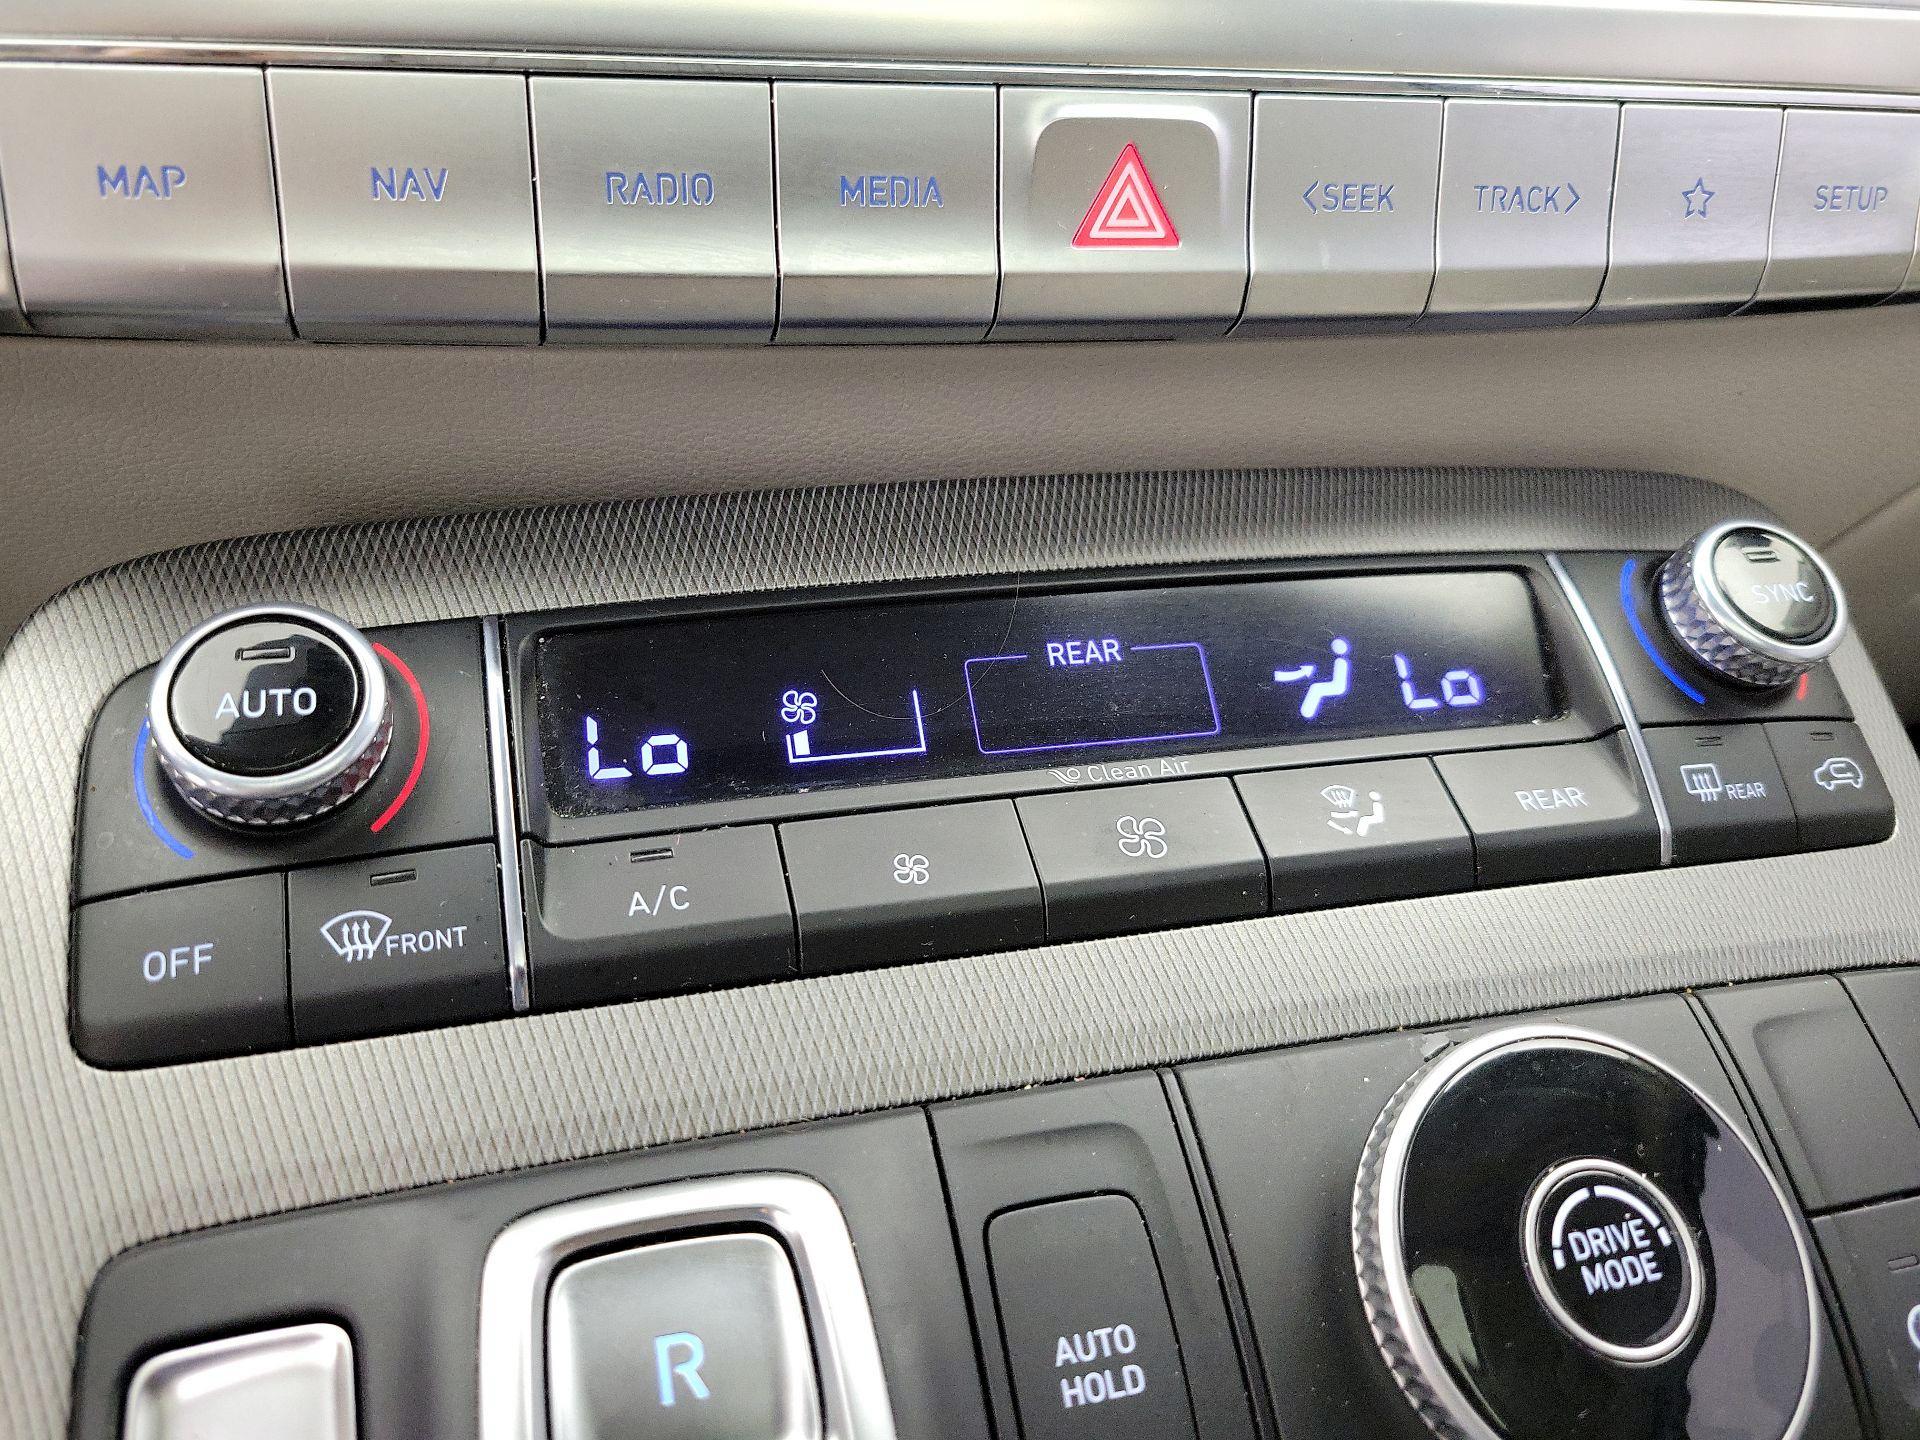 MAP
NAV
RADIO
MEDIA
<SEEK
TRACK>
SETUP
AUTO
Lo
REAR
Lo
SYNC
Clean Air
OFF
FRONT
A/C
REAR
REAR
R
AUTO
HOLD
DRIVE
MODE